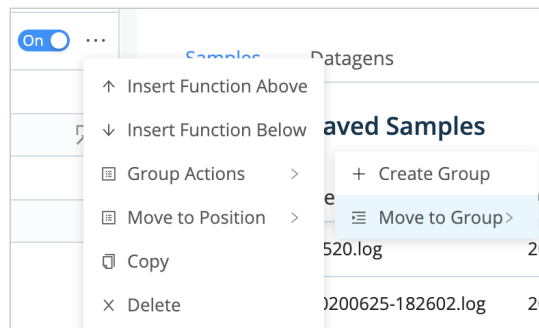 On
Samples
Datagens
Insert Function Above
Insert Function Below
aved Samples
Group Actions
Create Group
Move to Position
Move to Group
520.log
Copy
0200625-182602.log
Delete